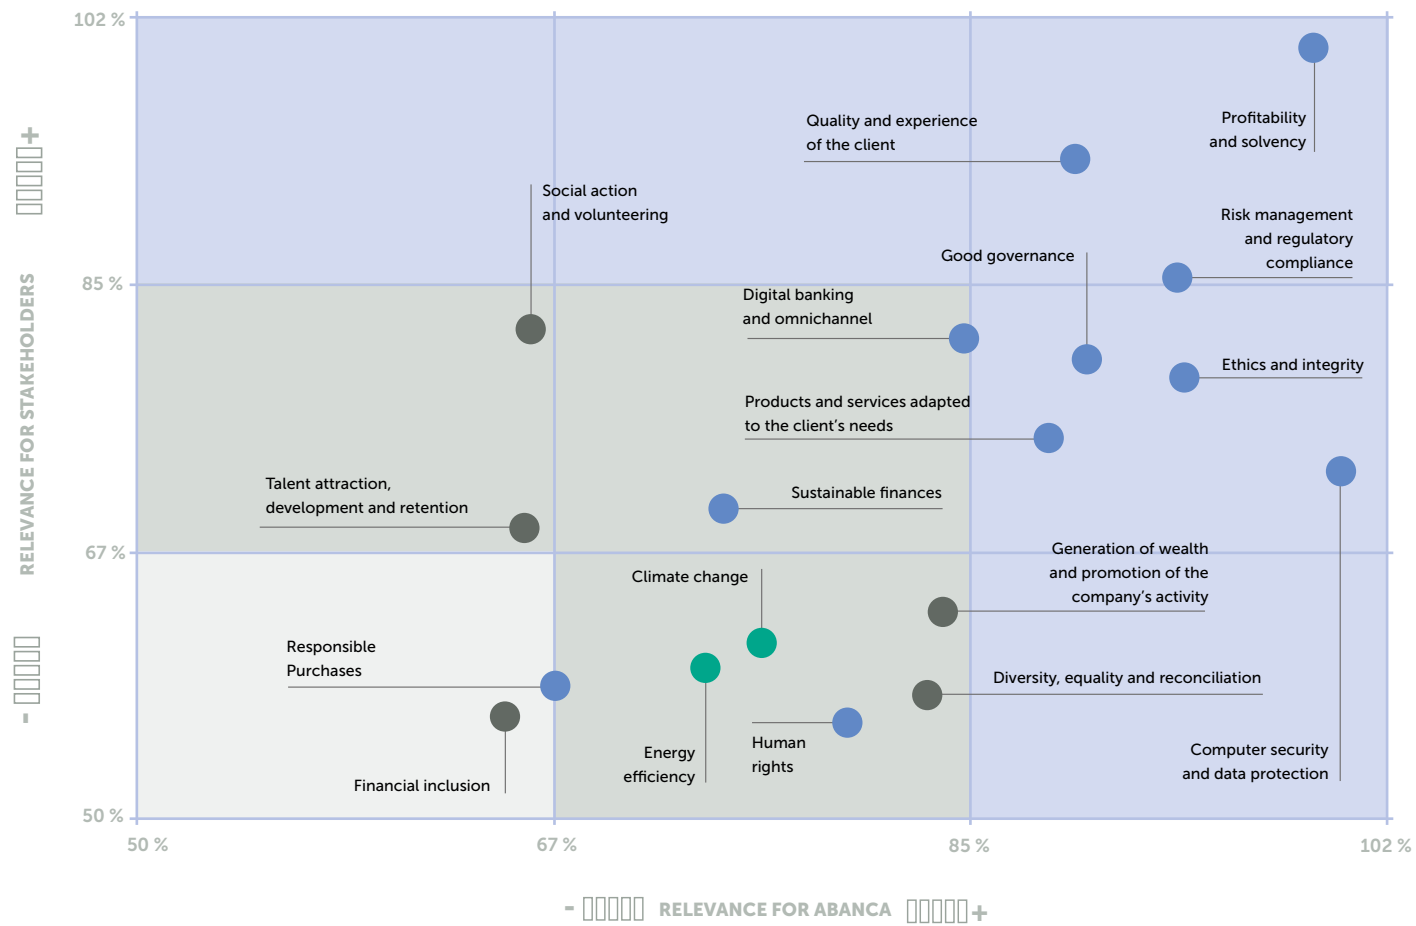 102 %
Profitability
and solvency
Quality and experience
of the client
Social action
and volunteering
Risk management
and regulatory
compliance
Good governance
85 %
Digital banking
and omnichannel
Ethics and integrity
Products and services adapted
to the client's needs
Talent attraction,
development and retention
Sustainable finances
67 %
Generation of wealth
and promotion of the
company's activity
Climate change
Responsible
Purchases
Diversity, equality and reconciliation
Human
rights
Energy
efficiency
Computer security
and data protection
Financial inclusion
50 %
50 %
67 %
85 %
102 %
- RELEVANCE FOR ABANCA +
- RELEVANCE FOR STAKEHOLDERS +